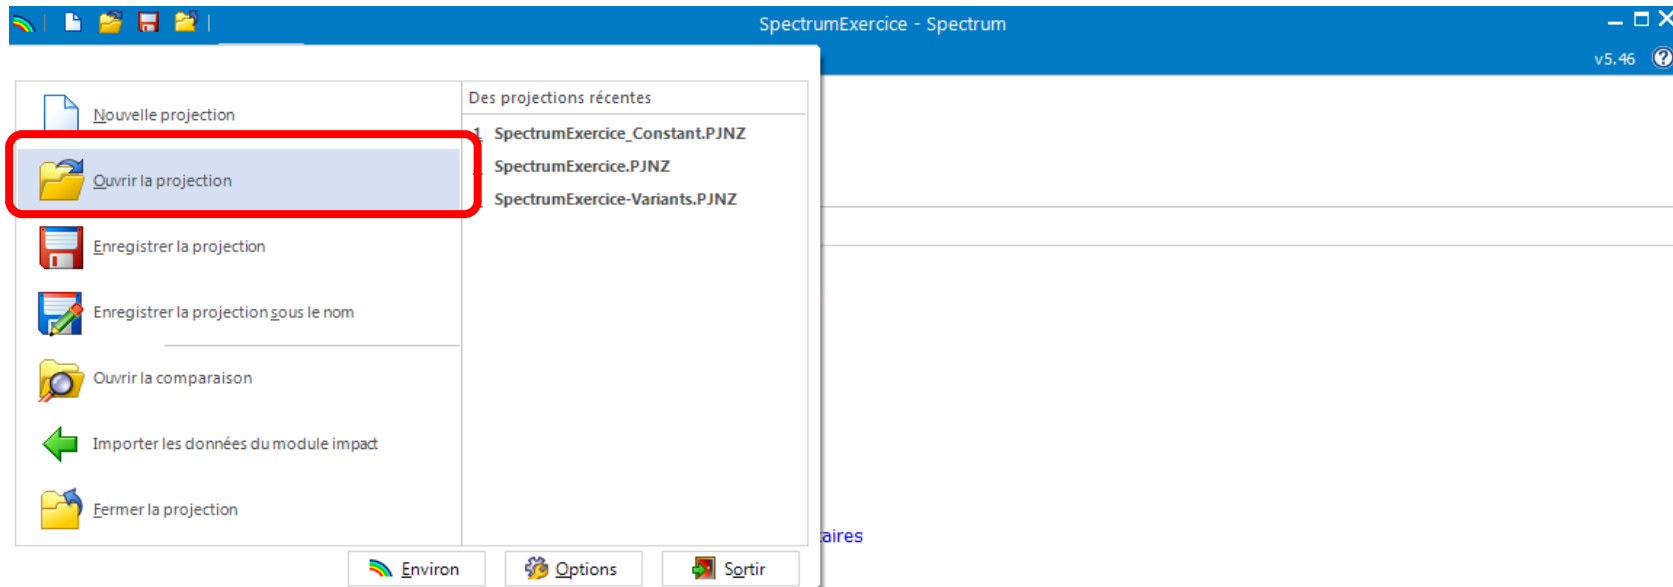 SpectrumExercice - Spectrum
v5.46
Nouvelle projection
Ouvrir la projection
Enregistrer la projection
Enregistrer la projection sous le nom
Ouvrir la comparaison
Importer les données du module impact
Fermer la projection
Des projections récentes
1 SpectrumExercice_Constant.PJNZ
SpectrumExercice.PJNZ
SpectrumExercice-Variants.PJNZ
aires
Environ
Options
Sortir